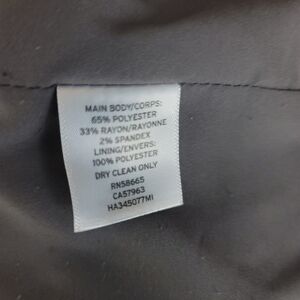 MAIN BODY/CORPS:
65% POLYESTER
33% RAYON/RAYONNE
2% SPANDEX
LINING/ENVERS:
100% POLYESTER
DRY CLEAN ONLY
RN58665
CA57963
HA345077MI